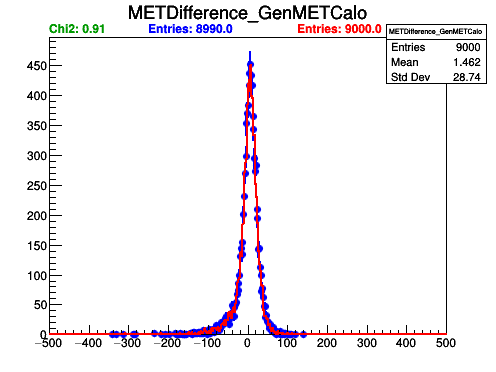 METDifference_GenMETCalo
Chi2: 0.91 Entries: 8990.0 Entries: 9000.0
METDifference_GenMETCalo
Entries 9000
Mean 1.462
Std Dev 28.74
450
400
350
300
250
200
150
100
50
0
−500 −400 −300 −200 −100 0 100 200 300 400 500